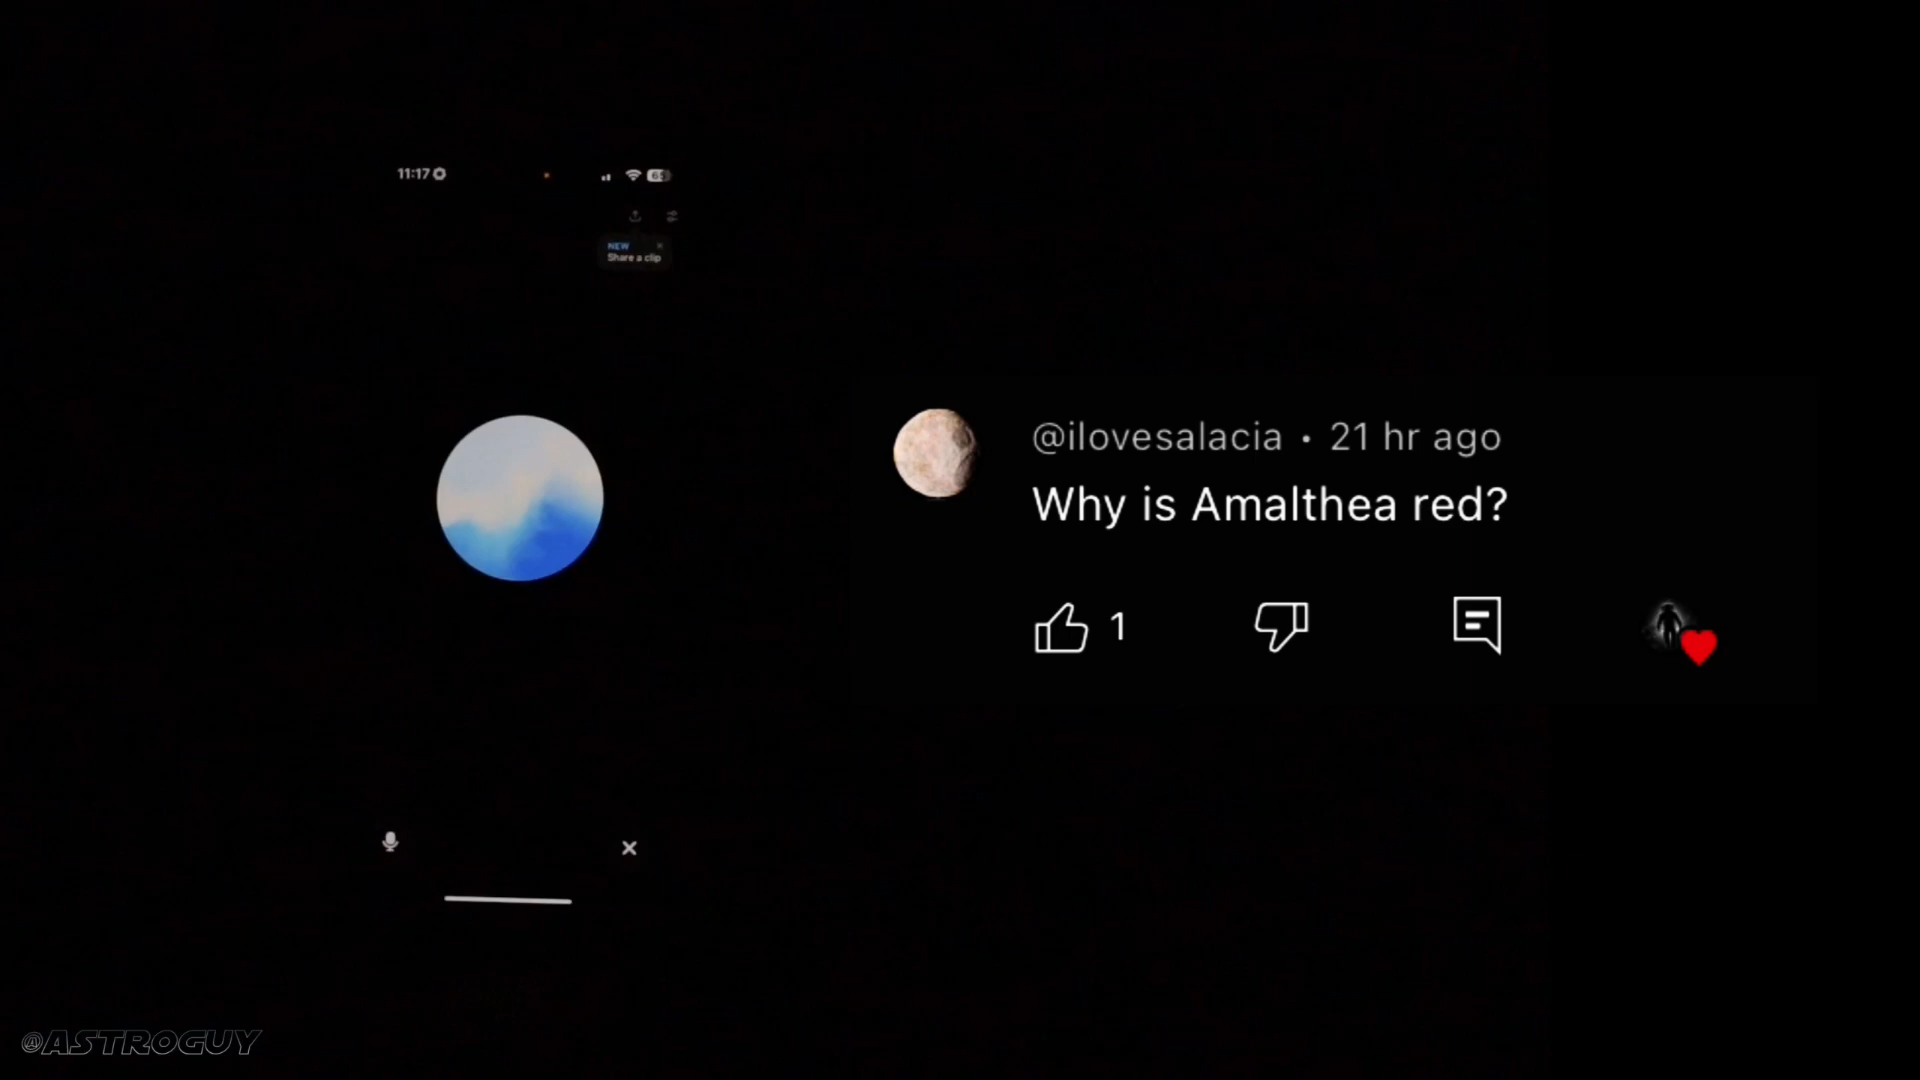 11:17
NEW
Share a clip
@ilovesalacia • 21 hr ago
Why is Amalthea red?
1
@ASTROGUY